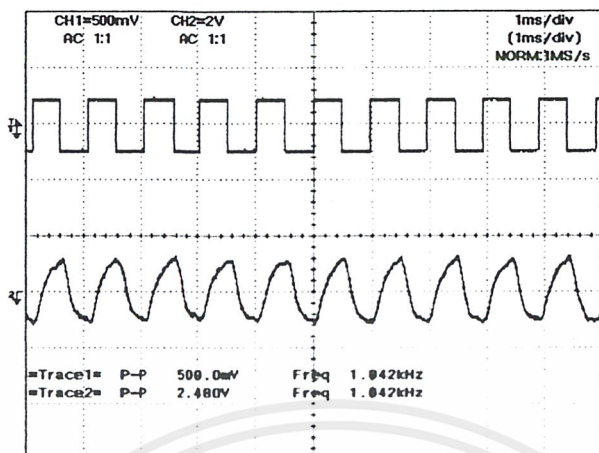 CH1=500mV CH2=2V 1ms/div
AC 1:1 AC 1:1 (1ms/div)
NORM:1MS/s
=Trace1= P-P 500.0mV Freq 1.042kHz
=Trace2= P-P 2.480V Freq 1.042kHz